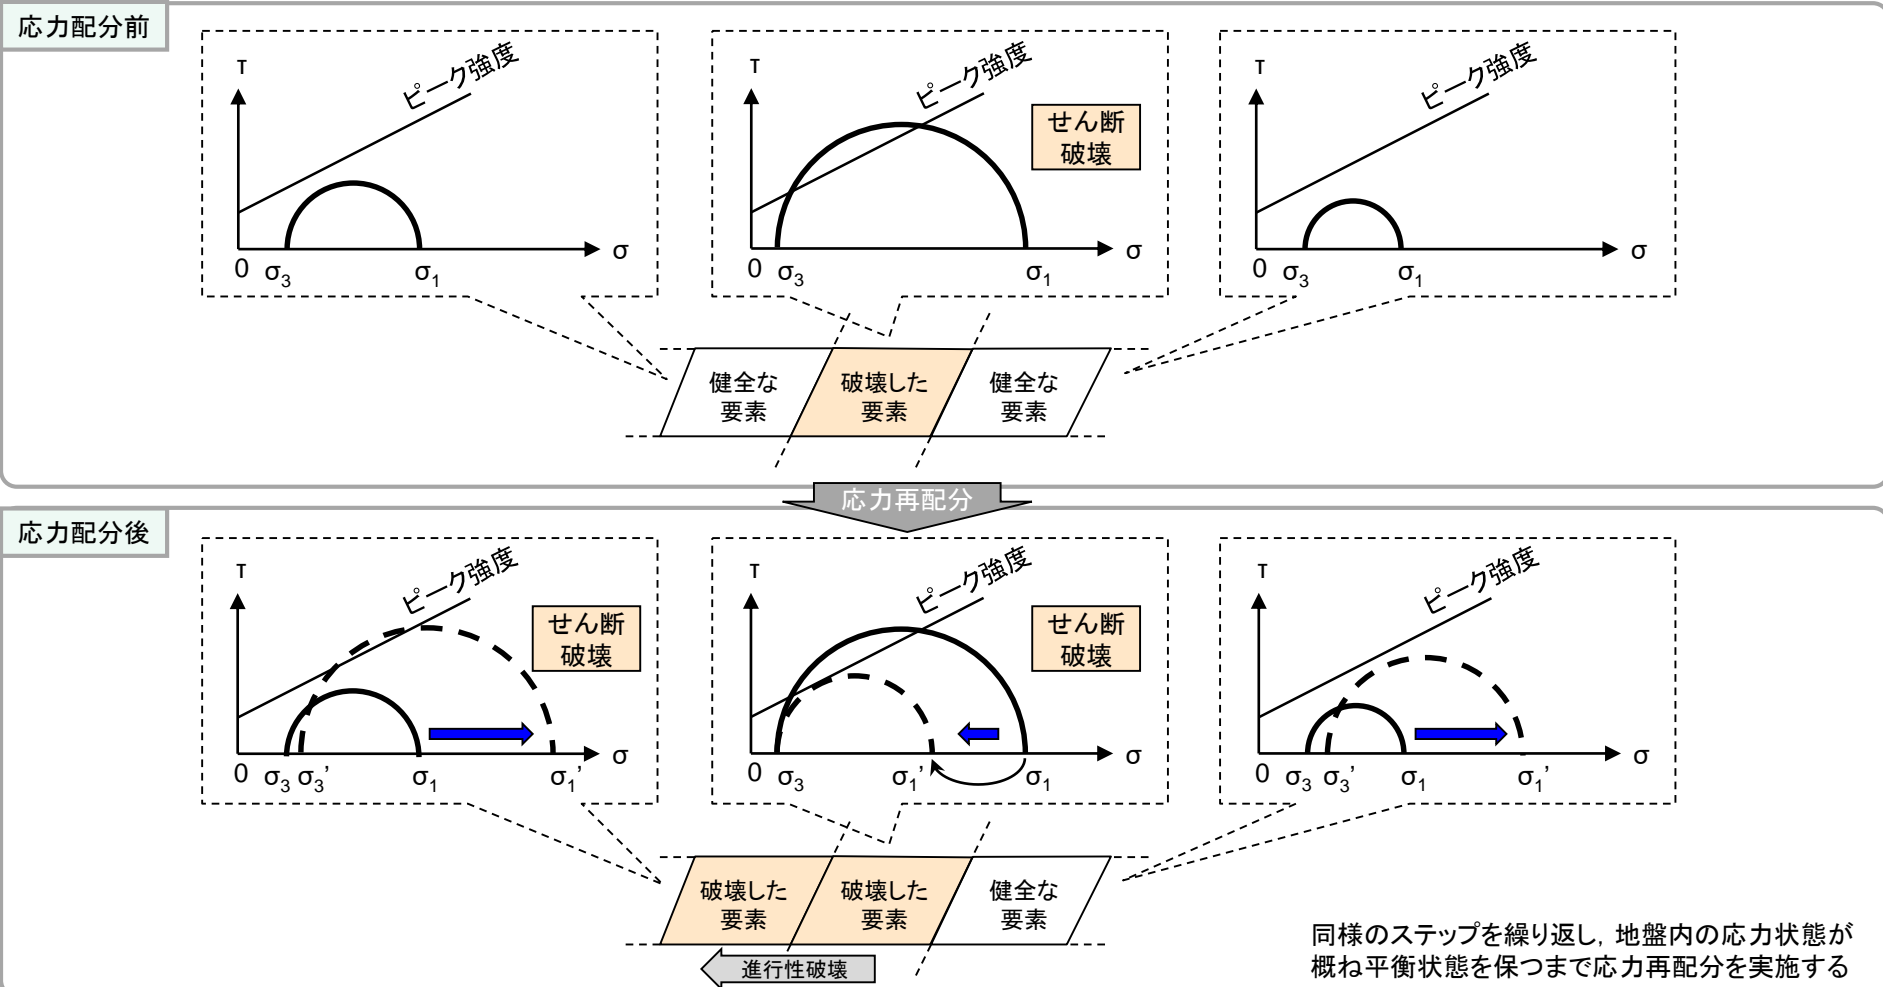 応力配分前
τ
ピーク強度
σ
0 σ3 σ1
τ
ピーク強度
せん断
破壊
σ
0 σ3 σ1
τ
ピーク強度
σ
0 σ3 σ1
健全な
要素
破壊した
要素
健全な
要素
応力再配分
応力配分後
τ
ピーク強度
せん断
破壊
σ
0 σ3 σ3’ σ1 σ1’
τ
ピーク強度
せん断
破壊
σ
0 σ3 σ1’ σ1
τ
ピーク強度
σ
0 σ3 σ3’ σ1 σ1’
破壊した
要素
破壊した
要素
健全な
要素
進行性破壊
同様のステップを繰り返し，地盤内の応力状態が
概ね平衡状態を保つまで応力再配分を実施する